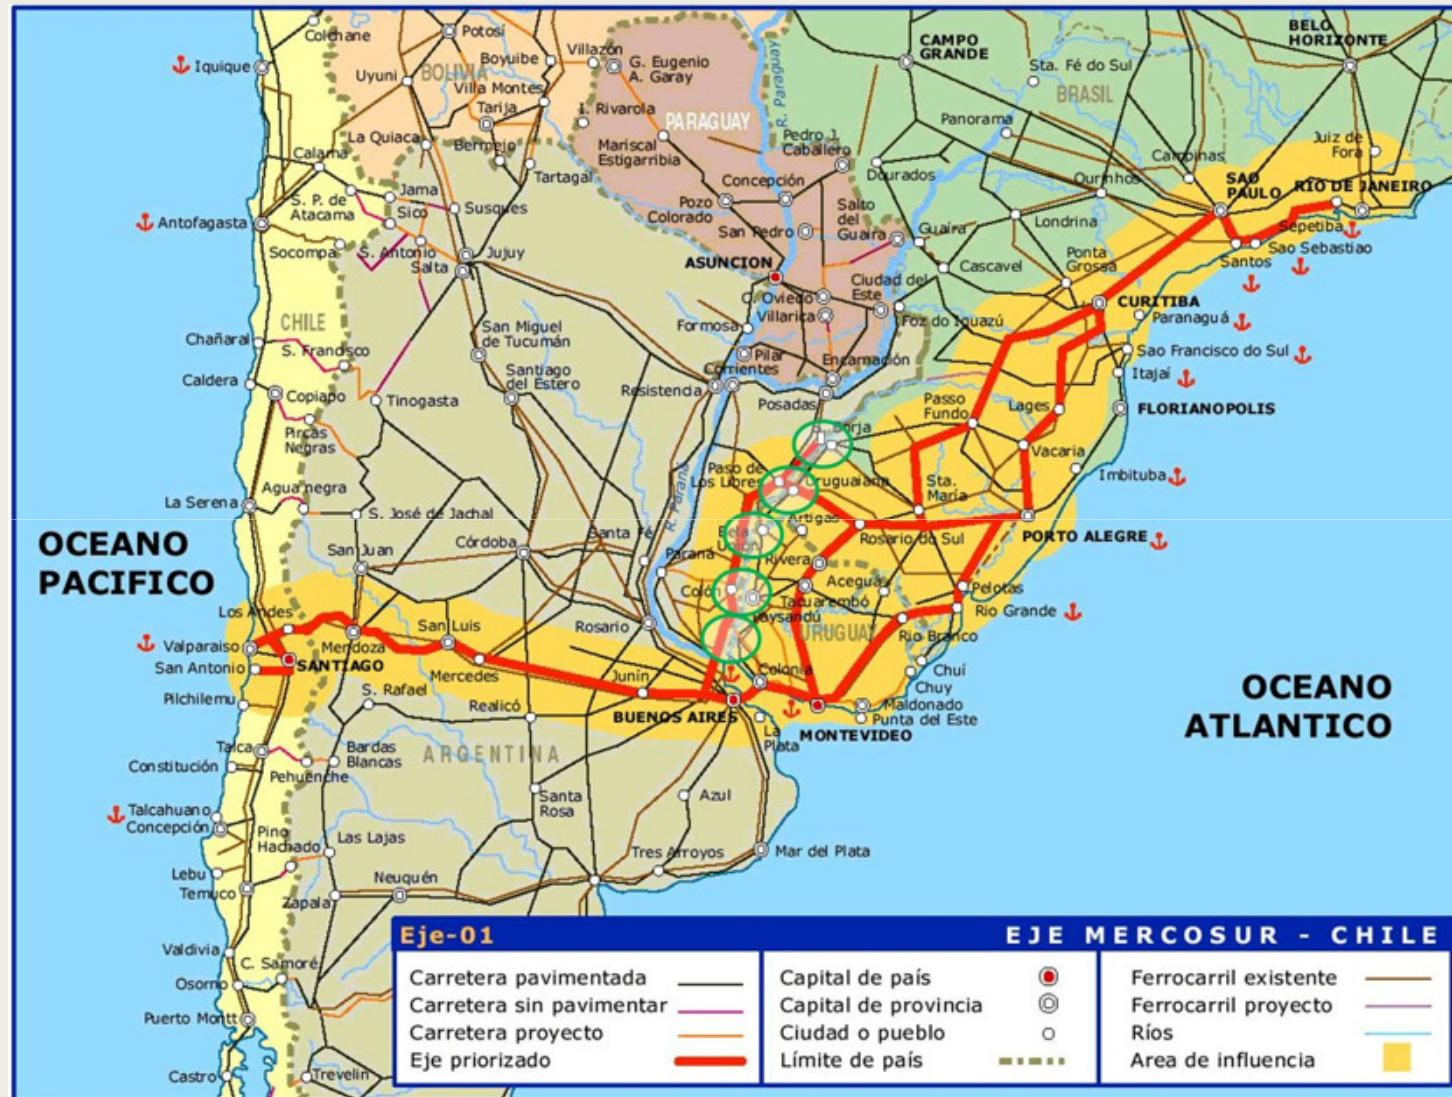 Colchane
Potosí
Boyuibe
Villazón
CAMPO
GRANDE
BELO
HORIZONTE
Iquique
Uyuni
BOLIVIA
Villa Montes
Tarija
G. Eugenio
A. Garay
R. Paraguay
Sta. Fé do Sul
BRASIL
I. Rivarola
PARAGUAY
La Quiaca
Bermejo
Mariscal
Estigarribia
Pedro J.
Caballero
Panorama
Juiz de
Fora
Calama
Tartagal
Concepción
Dourados
Campinas
Ourinhos
SAO
PAULO
RIO DE JANEIRO
S. P. de
Atacama
Jama
Sico
Susques
Pozo
Colorado
Salto
del
Guaira
Londrina
Antofagasta
San Pedro
Guaíra
Sepetiba
Socompa
S. Antonio
Salta
Jujuy
ASUNCION
Cascavel
Ponta
Grossa
Sao Sebastiao
Santos
Ciudad del
Este
C. Oviedo
Villarica
CURITIBA
CHILE
San Miguel
de Tucumán
Formosa
Foz do Iguazú
Paranaguá
Chañaral
S. Francisco
Pilar
Corrientes
Encarnación
Sao Francisco do Sul
Caldera
Santiago
del Estero
Resistencia
Itajaí
Copiapo
Tinogasta
Posadas
Passo
Fundo
Lages
FLORIANOPOLIS
Pircas
Negras
S. Borja
Vacaria
Agua negra
Paso de
Los Libres
Uruguaiana
Sta.
María
Imbituba
La Serena
S. José de Jachal
R. Paraná
Artigas
OCEANO
PACIFICO
San Juan
Córdoba
Santa Fé
Bela
Unión
Rosario do Sul
PORTO ALEGRE
Paraná
Rivera
Aceguá
Pelotas
Los Andes
Colón
Tacuarembó
Rio Grande
Valparaiso
Mendoza
San Luis
Rosario
Paysandú
URUGUAY
Rio Branco
San Antonio
SANTIAGO
Mercedes
Junín
Colonia
Chuí
Chuy
Pilchilemu
S. Rafael
Realicó
BUENOS AIRES
Maldonado
Punta del Este
OCEANO
ATLANTICO
La
Plata
MONTEVIDEO
Talca
Bardas
Blancas
ARGENTINA
Constitución
Pehuenche
Santa
Rosa
Azul
Talcahuano
Concepción
Pino
Hachado
Las Lajas
Tres Arroyos
Mar del Plata
Lebu
Temuco
Zapala
Neuquén
Valdivia
C. Samoré
Osorno
Puerto Montt
Castro
Trevelin
Eje-01
EJE MERCOSUR - CHILE
Carretera pavimentada
Carretera sin pavimentar
Carretera proyecto
Eje priorizado
Capital de país
Capital de provincia
Ciudad o pueblo
Límite de país
Ferrocarril existente
Ferrocarril proyecto
Ríos
Area de influencia